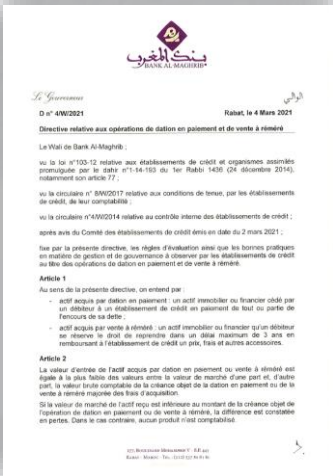 بنك المغرب
BANK AL-MAGHRIB
Le Gouverneur
الوالي
D n° 4/W/2021
Rabat, le 4 Mars 2021
Directive relative aux opérations de dation en paiement et de vente à réméré
Le Wali de Bank Al-Maghrib ;
vu la loi n°103-12 relative aux établissements de crédit et organismes assimilés
promulguée par le dahir n°1-14-193 du 1er Rabbi 1436 (24 décembre 2014),
notamment son article 77 ;
vu la circulaire n° 8/W/2017 relative aux conditions de tenue, par les établissements
de crédit, de leur comptabilité ;
vu la circulaire n°4/W/2014 relative au contrôle interne des établissements de crédit ;
après avis du Comité des établissements de crédit émis en date du 2 mars 2021 ;
fixe par la présente directive, les règles d'évaluation ainsi que les bonnes pratiques
en matière de gestion et de gouvernance à observer par les établissements de crédit
au titre des opérations de dation en paiement et de vente à réméré.
Article 1
Au sens de la présente directive, on entend par :
- actif acquis par dation en paiement : un actif immobilier ou financier cédé par
un débiteur à un établissement de crédit en paiement de tout ou partie de
l'encours de sa dette ;
- actif acquis par vente à réméré : un actif immobilier ou financier qu'un débiteur
se réserve le droit de reprendre dans un délai maximum de 3 ans en
remboursant à l'établissement de crédit un prix, frais et autres accessoires.
Article 2
La valeur d'entrée de l'actif acquis par dation en paiement ou vente à réméré est
égale à la plus faible des valeurs entre la valeur de marché d'une part et, d'autre
part, la valeur brute comptable de la créance objet de la dation en paiement ou de la
vente à réméré majorée des frais d'acquisition.
Si la valeur de marché de l'actif reçu est inférieure au montant de la créance objet de
l'opération de dation en paiement ou de vente à réméré, la différence est constatée
en pertes. Dans le cas contraire, aucun produit n'est comptabilisé.